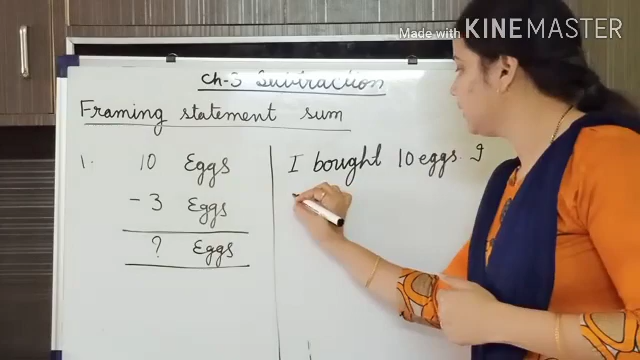 Made with KINEMASTER
Ch-3 Subtraction
Framing statement sum
1. 10 Eggs
- 3 Eggs
? Eggs
I bought 10 eggs. I